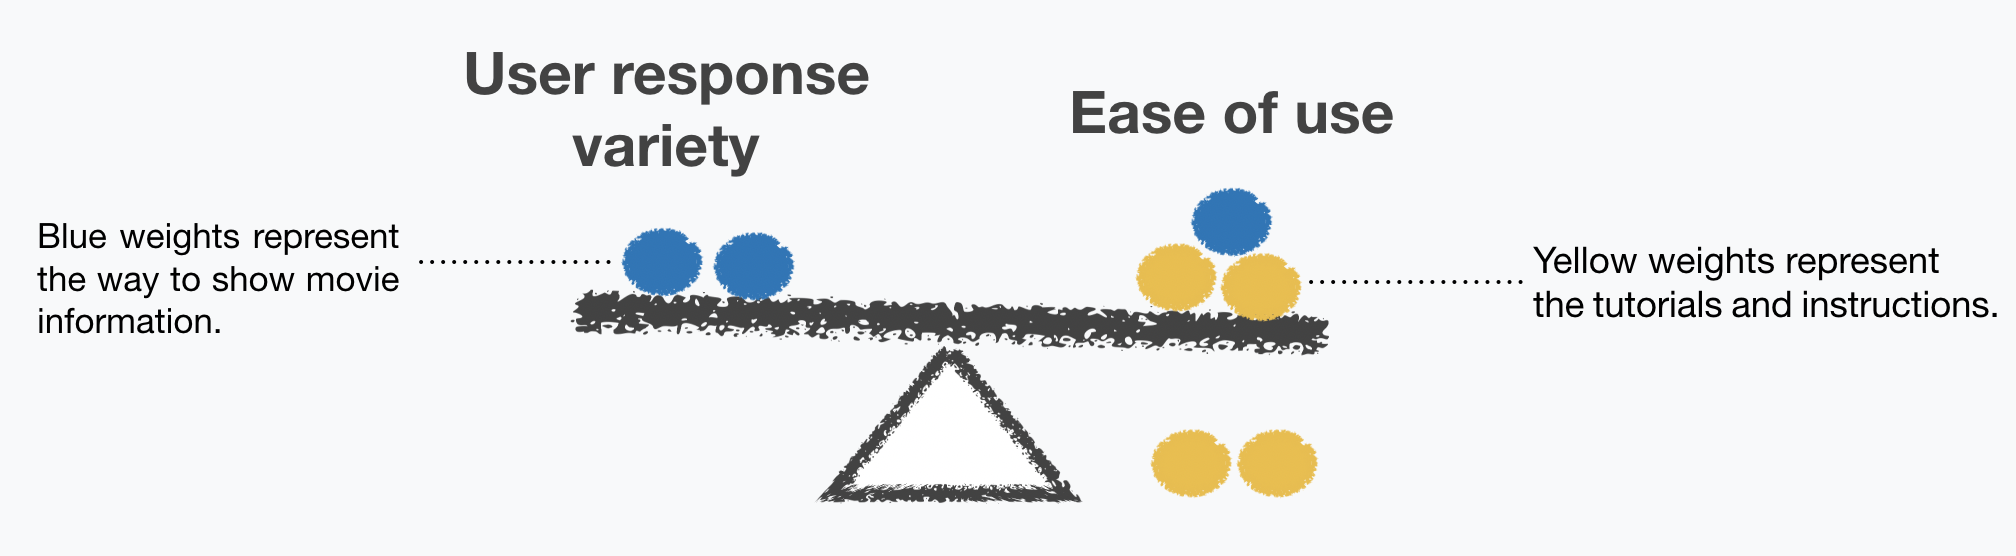 User response
variety
Ease of use
Blue weights represent
the way to show movie
information.
Yellow weights represent
the tutorials and instructions.